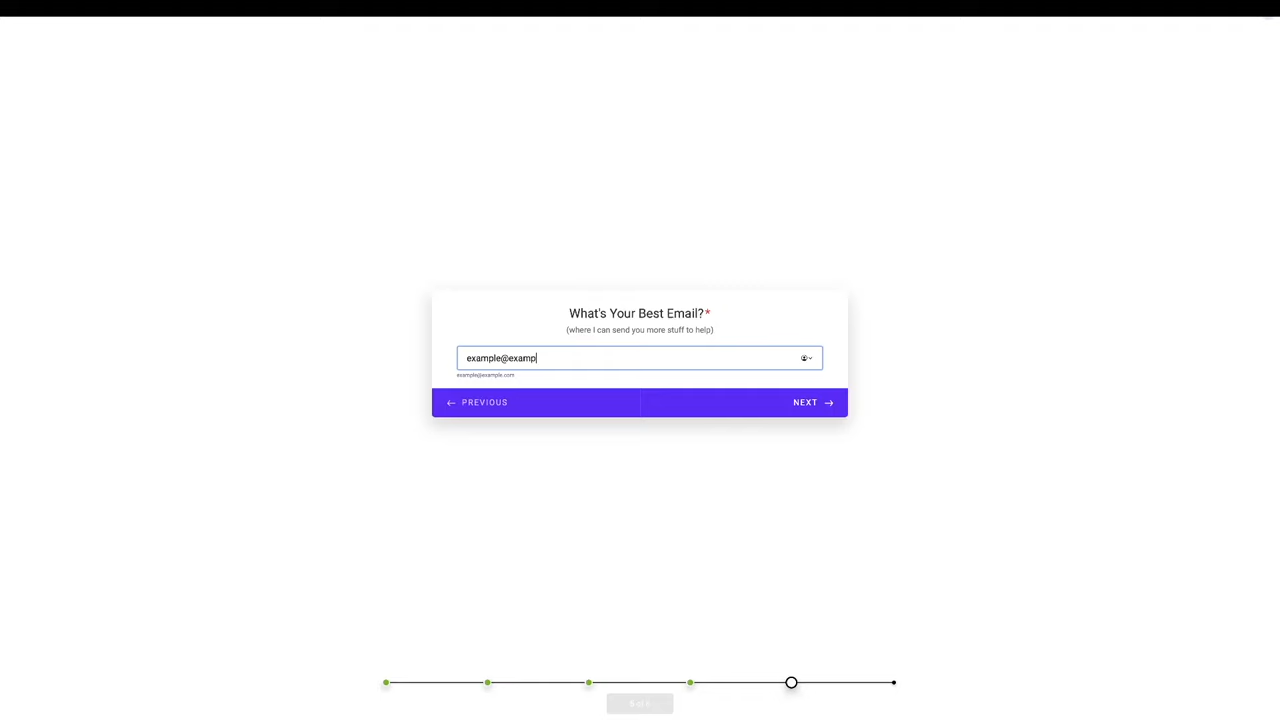 What's Your Best Email?*
(where I can send you more stuff to help)
example@examp
example@example.com
PREVIOUS
NEXT